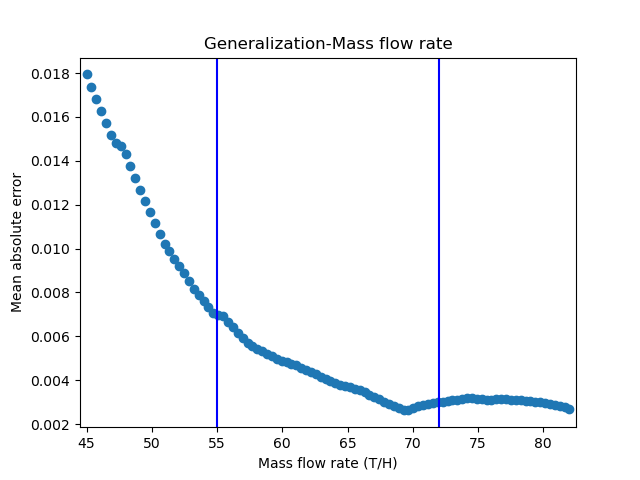 Generalization-Mass flow rate
0.018
0.016
0.014
0.012
0.010
0.008
0.006
0.004
0.002
Mean absolute error
45 50 55 60 65 70 75 80
Mass flow rate (T/H)